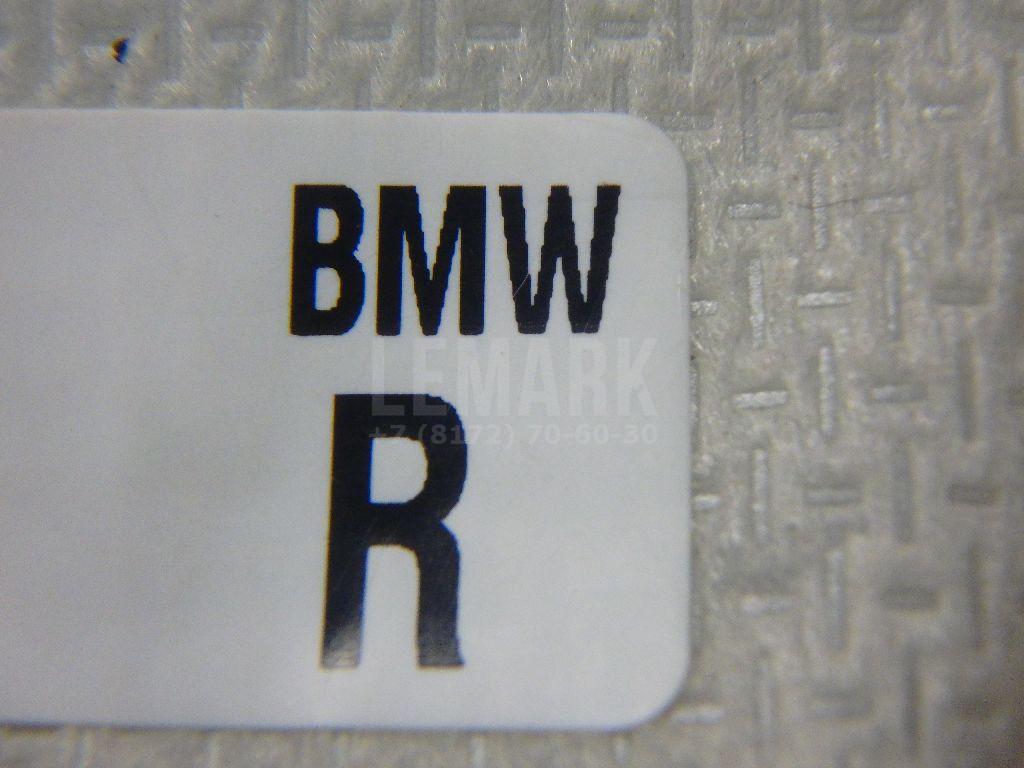 BMW
LEMARK
R
+7 (8172) 70-60-30